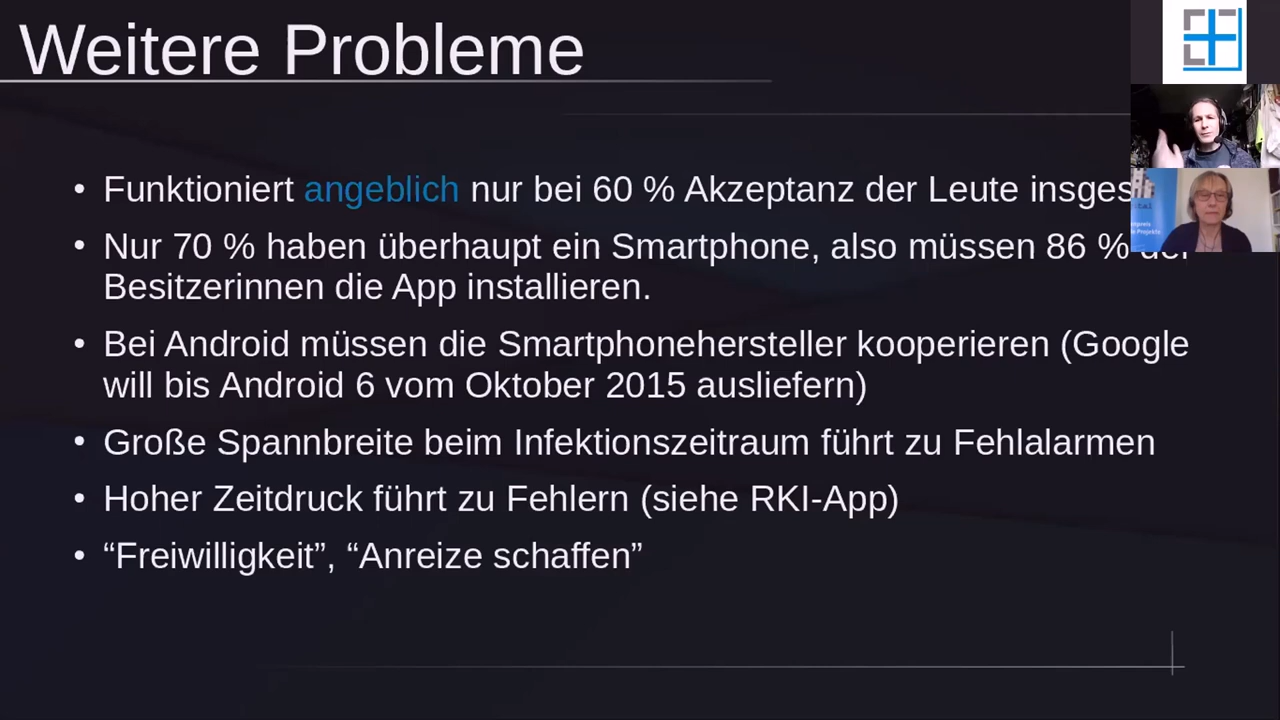 Weitere Probleme
• Funktioniert angeblich nur bei 60 % Akzeptanz der Leute insges
• Nur 70 % haben überhaupt ein Smartphone, also müssen 86 % der
Besitzerinnen die App installieren.
• Bei Android müssen die Smartphonehersteller kooperieren (Google
will bis Android 6 vom Oktober 2015 ausliefern)
• Große Spannbreite beim Infektionszeitraum führt zu Fehlalarmen
• Hoher Zeitdruck führt zu Fehlern (siehe RKI-App)
• “Freiwilligkeit”, “Anreize schaffen”